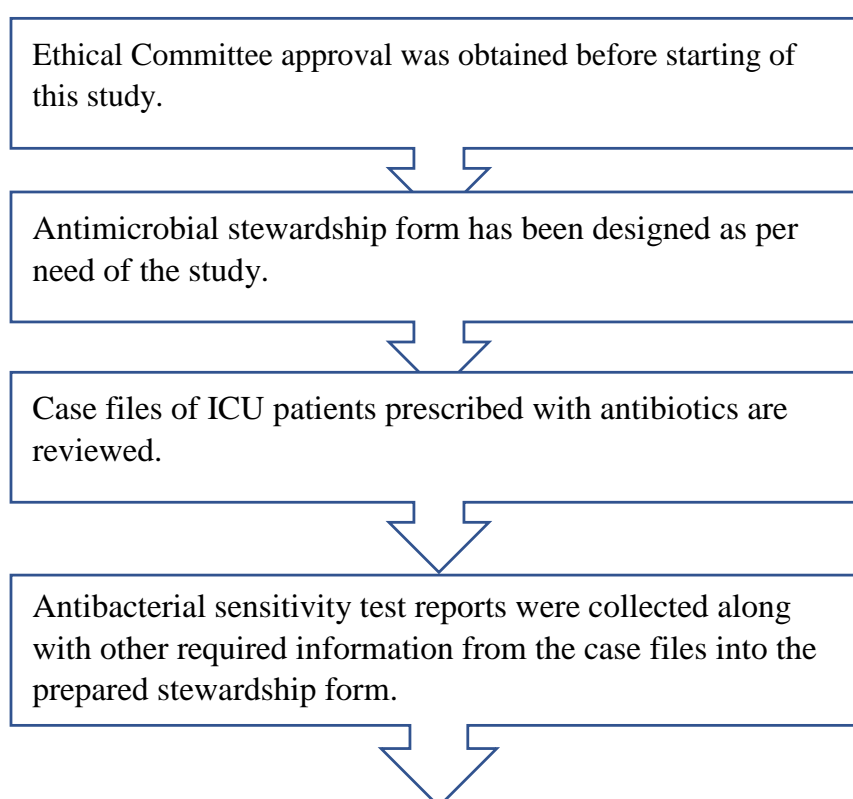 Ethical Committee approval was obtained before starting of
this study.
Antimicrobial stewardship form has been designed as per
need of the study.
Case files of ICU patients prescribed with antibiotics are
reviewed.
Antibacterial sensitivity test reports were collected along
with other required information from the case files into the
prepared stewardship form.